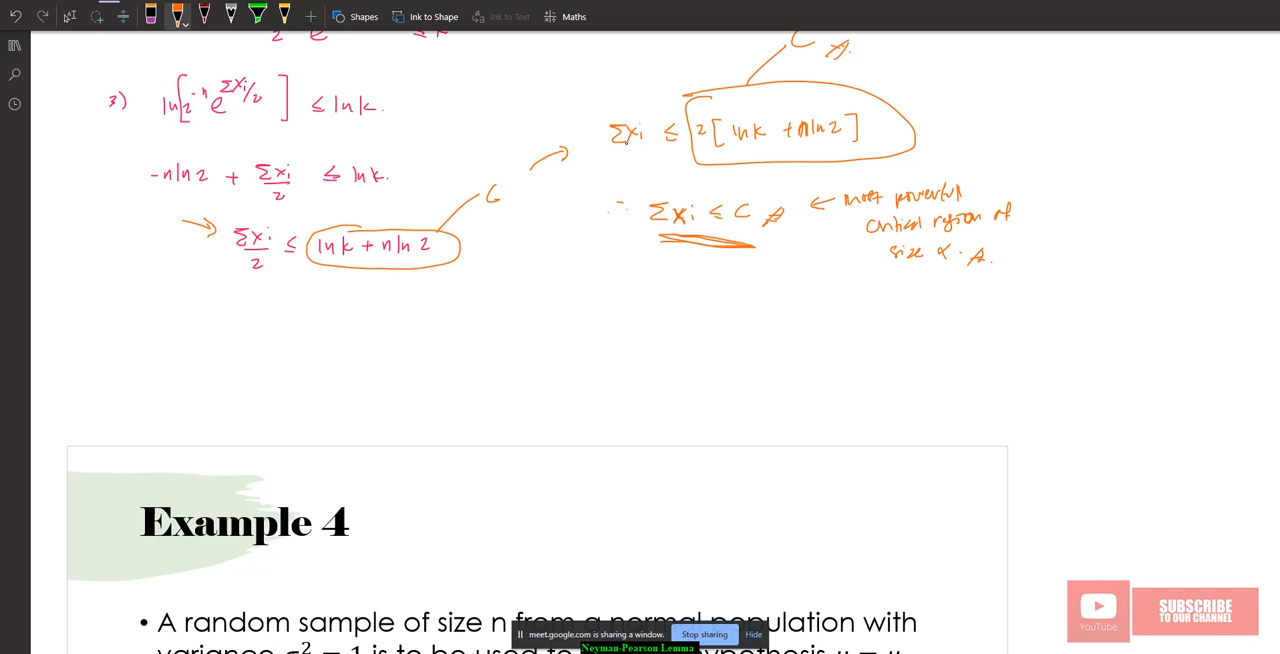 Shapes Ink to Shape Ink to Text Maths
3) ln[2^{-n} e^{Σxi/2}] ≤ ln k.
-n ln 2 + Σxi/2 ≤ ln k.
→ Σxi/2 ≤ ln k + n ln 2
C
Σxi ≤ 2[ ln k + n ln 2 ]
∴ Σxi ≤ C ← most powerful
critical region of
size α.
Example 4
• A random sample of size n from a normal population with
SUBSCRIBE
TO OUR CHANNEL
YouTube
meet.google.com is sharing a window. Stop sharing Hide
Neyman-Pearson Lemma